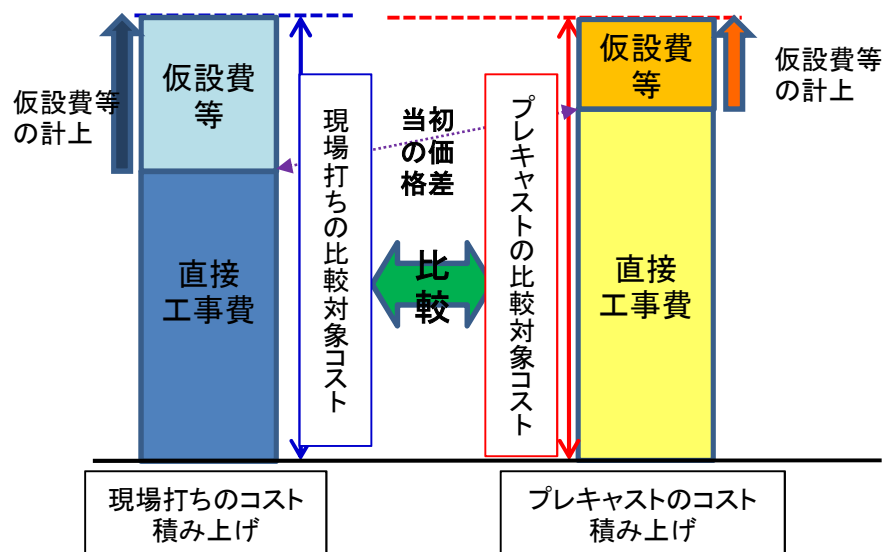 仮設費等
の計上
仮設費
等
直接
工事費
現場打ちの比較対象コスト
当初
の価
格差
比
較
プレキャストの比較対象コスト
仮設費
等
直接
工事費
仮設費等
の計上
現場打ちのコスト
積み上げ
プレキャストのコスト
積み上げ